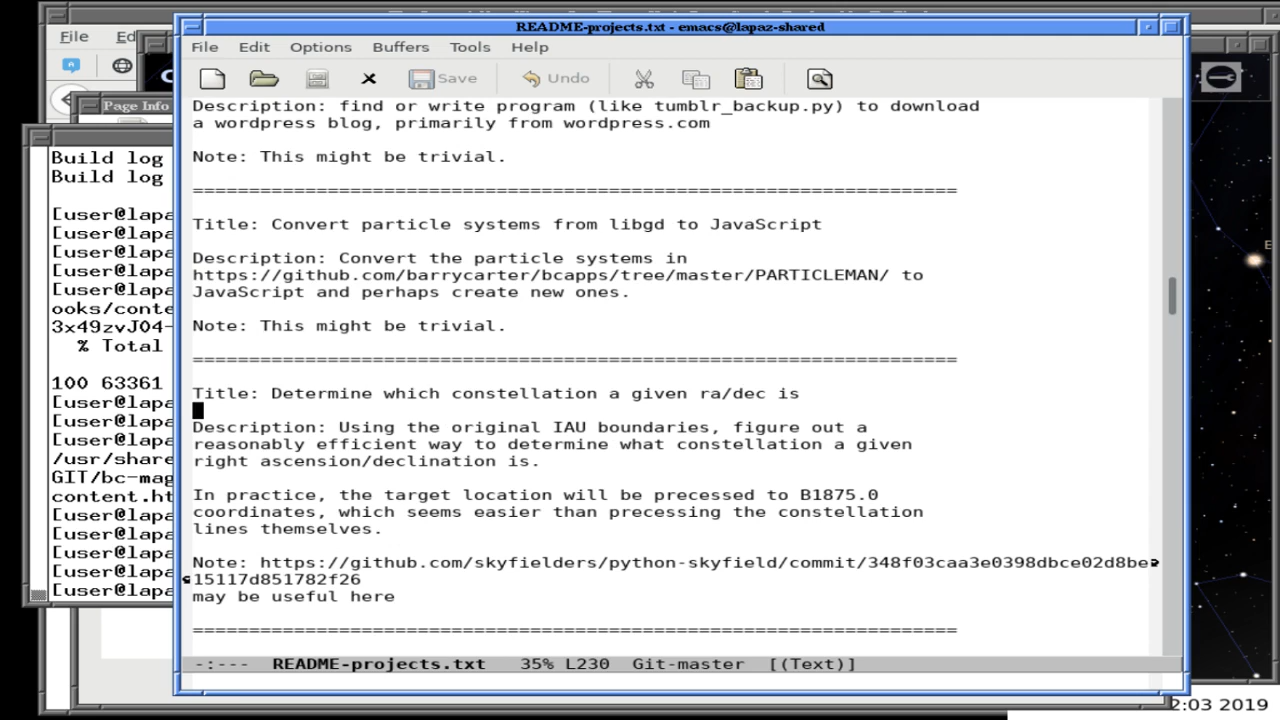 README-projects.txt - emacs@lapaz-shared
File Ed
File Edit Options Buffers Tools Help
Save Undo
Page Info
Description: find or write program (like tumblr_backup.py) to download
a wordpress blog, primarily from wordpress.com
Note: This might be trivial.
======================================================================
Title: Convert particle systems from libgd to JavaScript
Description: Convert the particle systems in
https://github.com/barrycarter/bcapps/tree/master/PARTICLEMAN/ to
JavaScript and perhaps create new ones.
Note: This might be trivial.
======================================================================
Title: Determine which constellation a given ra/dec is
Description: Using the original IAU boundaries, figure out a
reasonably efficient way to determine what constellation a given
right ascension/declination is.
In practice, the target location will be precessed to B1875.0
coordinates, which seems easier than precessing the constellation
lines themselves.
Note: https://github.com/skyfielders/python-skyfield/commit/348f03caa3e0398dbce02d8be
15117d851782f26
may be useful here
======================================================================
-:--- README-projects.txt 35% L230 Git-master [(Text)]
Build log
Build log
[user@lapa
[user@lapa
[user@lapa
[user@lapa
[user@lapa
ooks/conte
3x49zvJ04-
% Total
100 63361
[user@lapa
[user@lapa
[user@lapa
/usr/share
GIT/bc-mag
content.ht
[user@lapa
[user@lapa
[user@lapa
[user@lapa
[user@lapa
2:03 2019